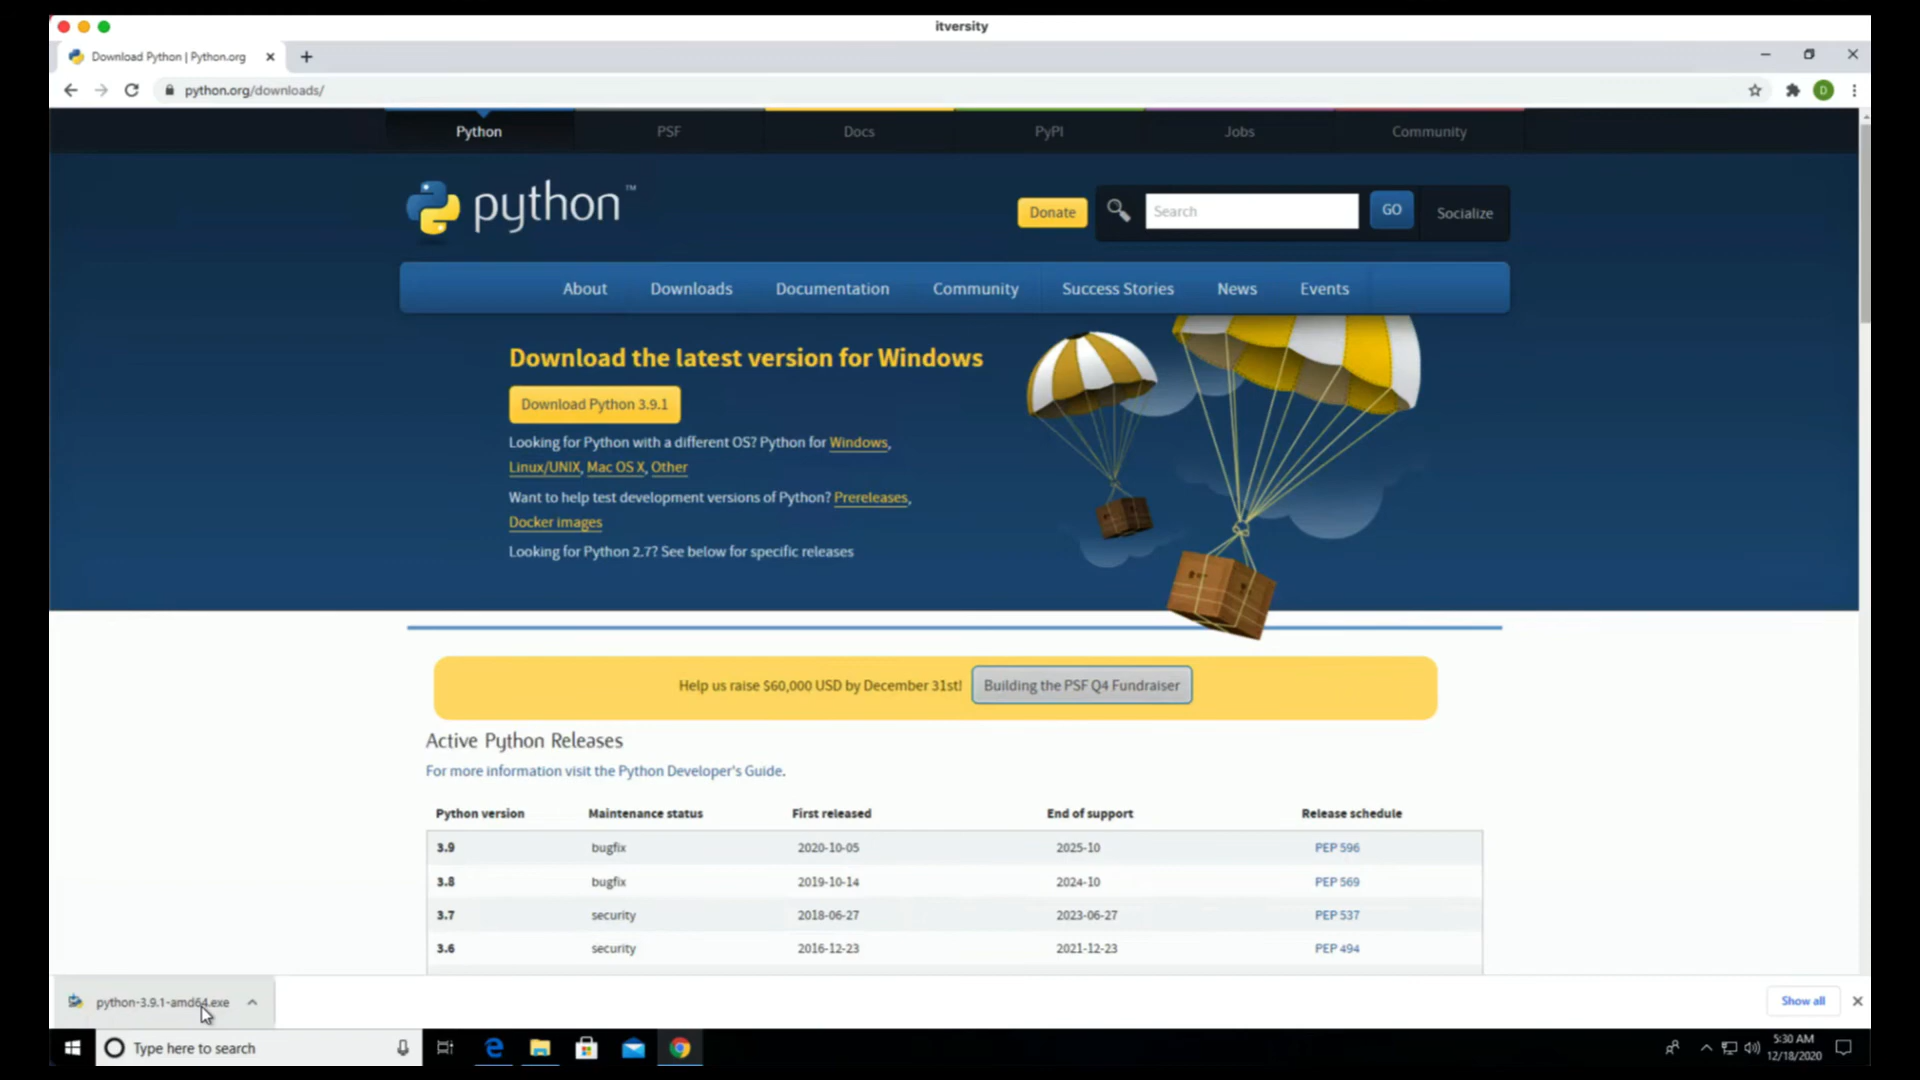 itversity
Download Python | Python.org
python.org/downloads/
D
Python PSF Docs PyPI Jobs Community
python™
Donate Search GO Socialize
About Downloads Documentation Community Success Stories News Events
Download the latest version for Windows
Download Python 3.9.1
Looking for Python with a different OS? Python for Windows,
Linux/UNIX, Mac OS X, Other
Want to help test development versions of Python? Prereleases,
Docker images
Looking for Python 2.7? See below for specific releases
Help us raise $60,000 USD by December 31st! Building the PSF Q4 Fundraiser
Active Python Releases
For more information visit the Python Developer's Guide.
Python version Maintenance status First released End of support Release schedule
3.9 bugfix 2020-10-05 2025-10 PEP 596
3.8 bugfix 2019-10-14 2024-10 PEP 569
3.7 security 2018-06-27 2023-06-27 PEP 537
3.6 security 2016-12-23 2021-12-23 PEP 494
python-3.9.1-amd64.exe Show all
Type here to search
5:30 AM
12/18/2020